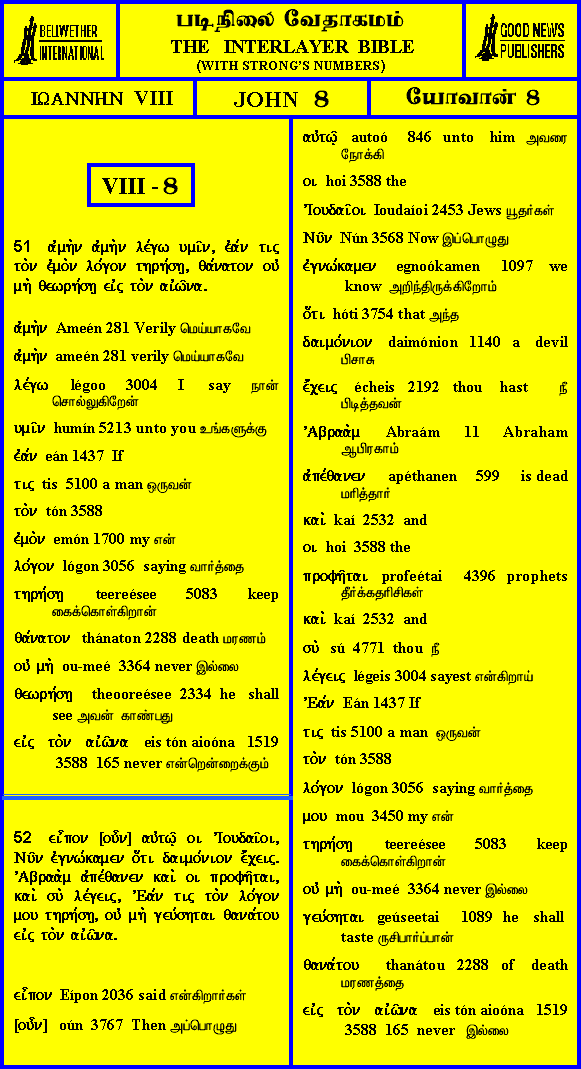 BELLWETHER
INTERNATIONAL
படிநிலை வேதாகமம்
THE INTERLAYER BIBLE
(WITH STRONG'S NUMBERS)
GOOD NEWS
PUBLISHERS
ΙΩΑΝΝΗΝ VIII
JOHN 8
யோவான் 8
VIII - 8
51 ἀμὴν ἀμὴν λέγω υμῖν, ἐάν τις
τὸν ἐμὸν λόγον τηρήσῃ, θάνατον οὐ
μὴ θεωρήσῃ εἰς τὸν αἰῶνα.
ἀμὴν Ameén 281 Verily மெய்யாகவே
ἀμὴν ameén 281 verily மெய்யாகவே
λέγω légoo 3004 I say நான்
சொல்லுகிறேன்
υμῖν humín 5213 unto you உங்களுக்கு
ἐάν eán 1437 If
τις tis 5100 a man ஒருவன்
τὸν tón 3588
ἐμὸν emón 1700 my என்
λόγον lógon 3056 saying வார்த்தை
τηρήσῃ teereésee 5083 keep
கைக்கொள்கிறான்
θάνατον thánaton 2288 death மரணம்
οὐ μὴ ou-meé 3364 never இல்லை
θεωρήσῃ theooreésee 2334 he shall
see அவன் காண்பது
εἰς τὸν αἰῶνα eis tón aioóna 1519
3588 165 never என்றென்றைக்கும்
52 εἶπον [οὖν] αὐτῷ οι Ἰουδαῖοι,
Νῦν ἐγνώκαμεν ὅτι δαιμόνιον ἔχεις.
Ἀβραὰμ ἀπέθανεν καὶ οι προφῆται,
καὶ σὺ λέγεις, Ἐάν τις τὸν λόγον
μου τηρήσῃ, οὐ μὴ γεύσηται θανάτου
εἰς τὸν αἰῶνα.
εἶπον Eípon 2036 said என்கிறார்கள்
[οὖν] oún 3767 Then அப்பொழுது
αὐτῷ autoó 846 unto him அவரை
நோக்கி
οι hoi 3588 the
Ἰουδαῖοι Ioudaíoi 2453 Jews யூதர்கள்
Νῦν Nún 3568 Now இப்பொழுது
ἐγνώκαμεν egnoókamen 1097 we
know அறிந்திருக்கிறோம்
ὅτι hóti 3754 that அந்த
δαιμόνιον daimónion 1140 a devil
பிசாசு
ἔχεις écheis 2192 thou hast நீ
பிடித்தவன்
Ἀβραὰμ Abraám 11 Abraham
ஆபிரகாம்
ἀπέθανεν apéthanen 599 is dead
மரித்தார்
καὶ kaí 2532 and
οι hoi 3588 the
προφῆται profeétai 4396 prophets
தீர்க்கதரிசிகள்
καὶ kaí 2532 and
σὺ sú 4771 thou நீ
λέγεις légeis 3004 sayest என்கிறாய்
Ἐάν Eán 1437 If
τις tis 5100 a man ஒருவன்
τὸν tón 3588
λόγον lógon 3056 saying வார்த்தை
μου mou 3450 my என்
τηρήσῃ teereésee 5083 keep
கைக்கொள்கிறான்
οὐ μὴ ou-meé 3364 never இல்லை
γεύσηται geúseetai 1089 he shall
taste ருசிபார்ப்பான்
θανάτου thanátou 2288 of death
மரணத்தை
εἰς τὸν αἰῶνα eis tón aioóna 1519
3588 165 never இல்லை